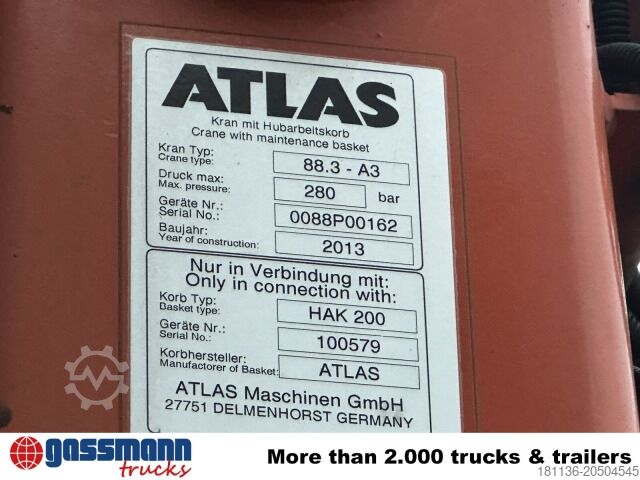 ATLAS
Kran mit Hubarbeitskorb
Crane with maintenance basket
Kran Typ:
Crane type: 88.3 - A3
Druck max:
Max. pressure: 280 bar
Geräte Nr.:
Serial No.: 0088P00162
Baujahr:
Year of construction: 2013
Nur in Verbindung mit:
Only in connection with:
Korb Typ:
Basket type: HAK 200
Geräte Nr.:
Serial No.: 100579
Korbhersteller:
Manufacturer of Basket: ATLAS
ATLAS Maschinen GmbH
27751 DELMENHORST GERMANY
gassmann
trucks
More than 2.000 trucks & trailers
181136-20504545